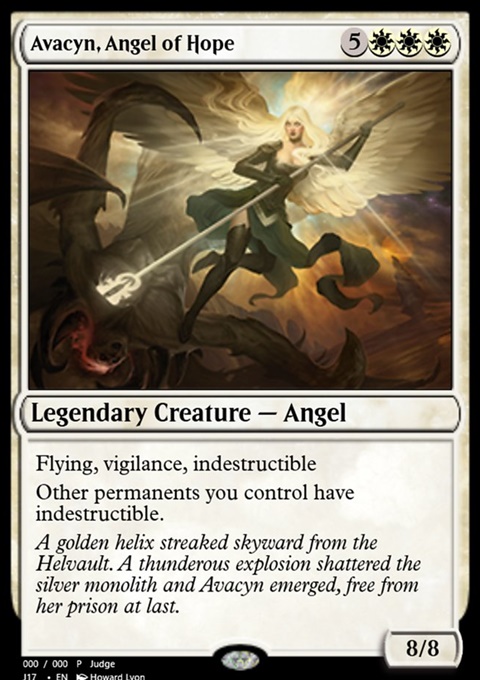 Avacyn, Angel of Hope 5
Legendary Creature — Angel
Flying, vigilance, indestructible
Other permanents you control have
indestructible.
A golden helix streaked skyward from the
Helvault. A thunderous explosion shattered the
silver monolith and Avacyn emerged, free from
her prison at last.
8/8
000 / 000 P Judge
J17 • EN Howard Lyon